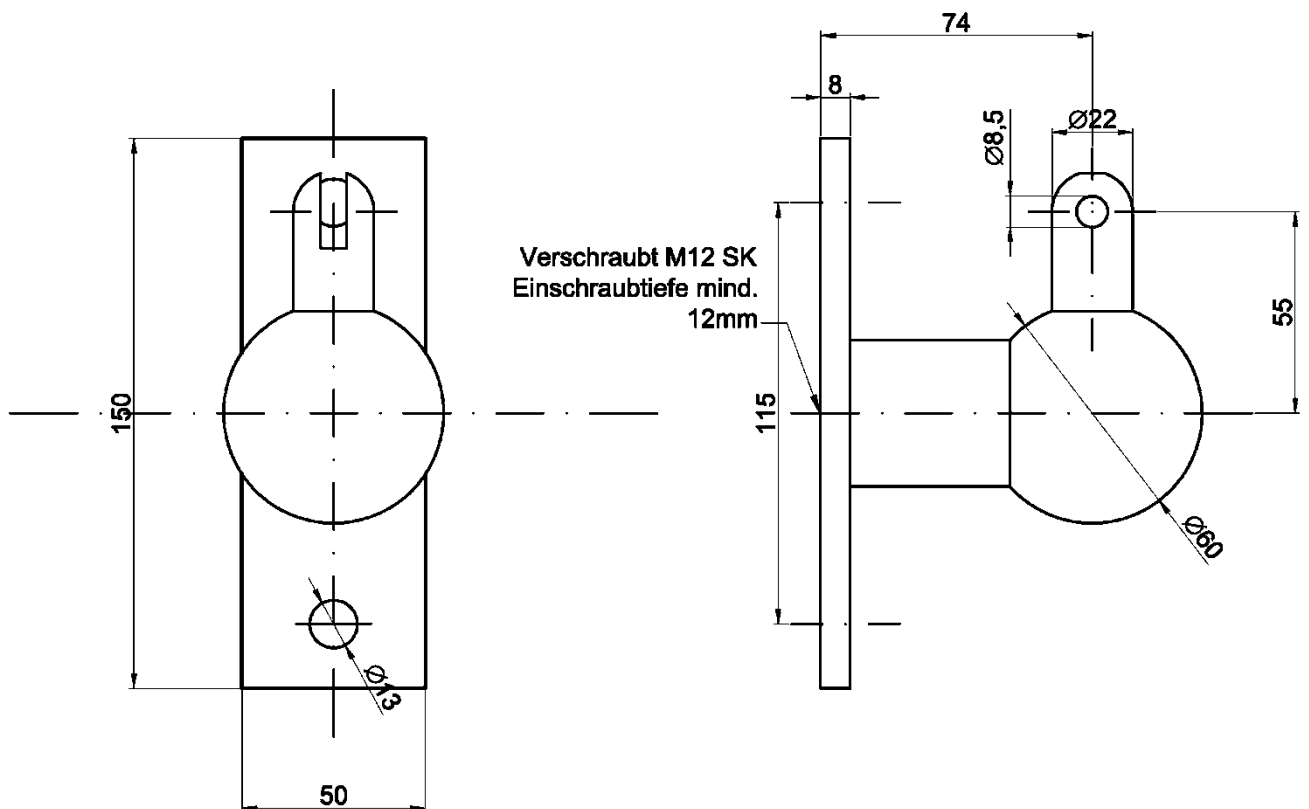 74
8
Ø8,5
Ø22
Verschraubt M12 SK
Einschraubtiefe mind.
12mm
55
150
115
Ø60
Ø13
50